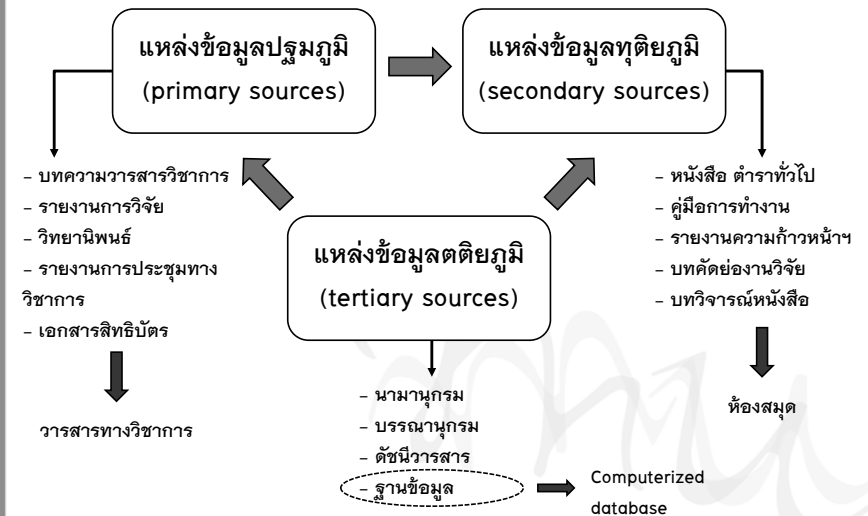 แหล่งข้อมูลปฐมภูมิ
(primary sources)
แหล่งข้อมูลทุติยภูมิ
(secondary sources)
- บทความวารสารวิชาการ
- รายงานการวิจัย
- วิทยานิพนธ์
- รายงานการประชุมทาง
วิชาการ
- เอกสารสิทธิบัตร
วารสารทางวิชาการ
แหล่งข้อมูลตติยภูมิ
(tertiary sources)
- นามานุกรม
- บรรณานุกรม
- ดัชนีวารสาร
- ฐานข้อมูล
Computerized
database
- หนังสือ ตำราทั่วไป
- คู่มือการทำงาน
- รายงานความก้าวหน้าฯ
- บทคัดย่องานวิจัย
- บทวิจารณ์หนังสือ
ห้องสมุด